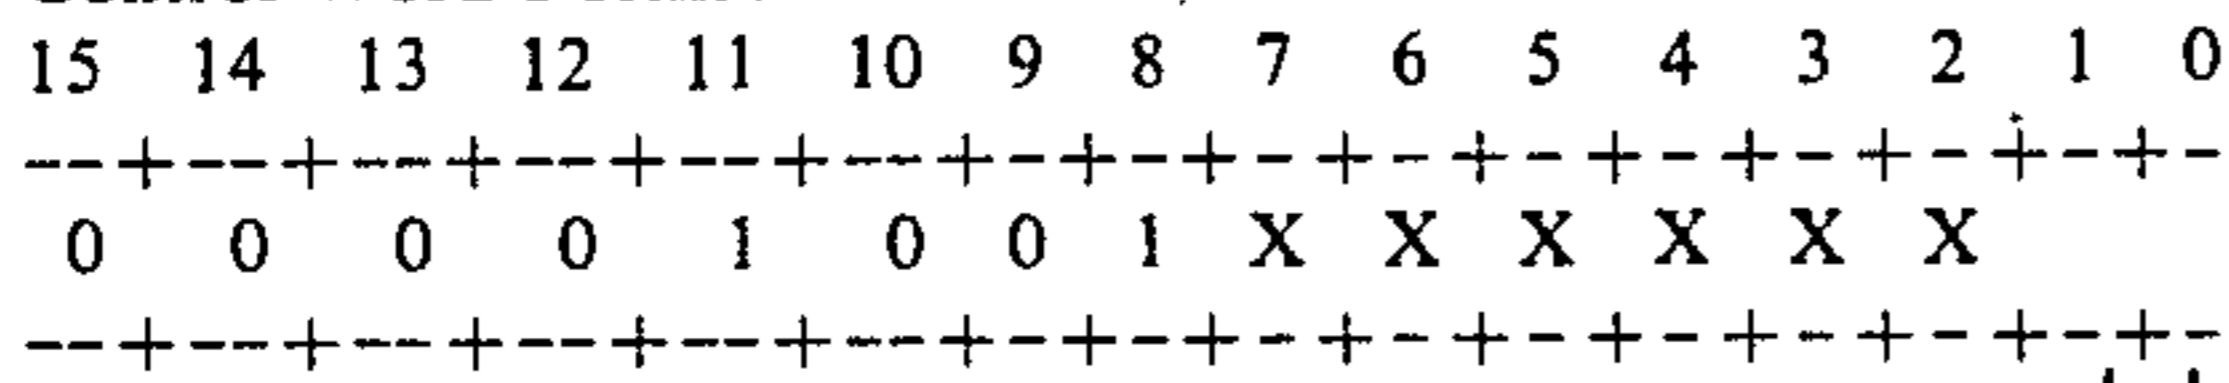 15 14 13 12 11 10 9 8 7 6 5 4 3 2 1 0
--+--+--+--+--+--+-+-+-+-+-+-+-+-+-+-
0 0 0 0 1 0 0 1 X X X X X X
--+--+--+--+--+--+-+-+-+-+-+-+-+-+-+-